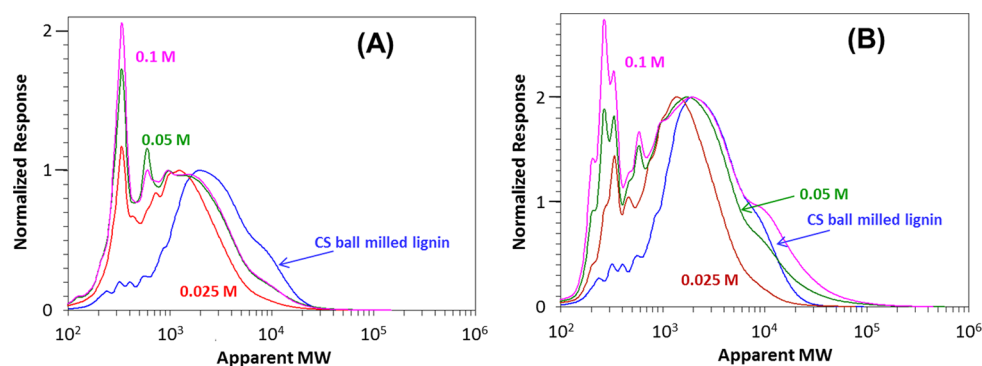 (A)
Normalized Response
2
1
0
0.1 M
0.05 M
0.025 M
CS ball milled lignin
10² 10³ 10⁴ 10⁵ 10⁶
Apparent MW
(B)
Normalized Response
2
1
0
0.1 M
0.05 M
CS ball milled lignin
0.025 M
10² 10³ 10⁴ 10⁵ 10⁶
Apparent MW